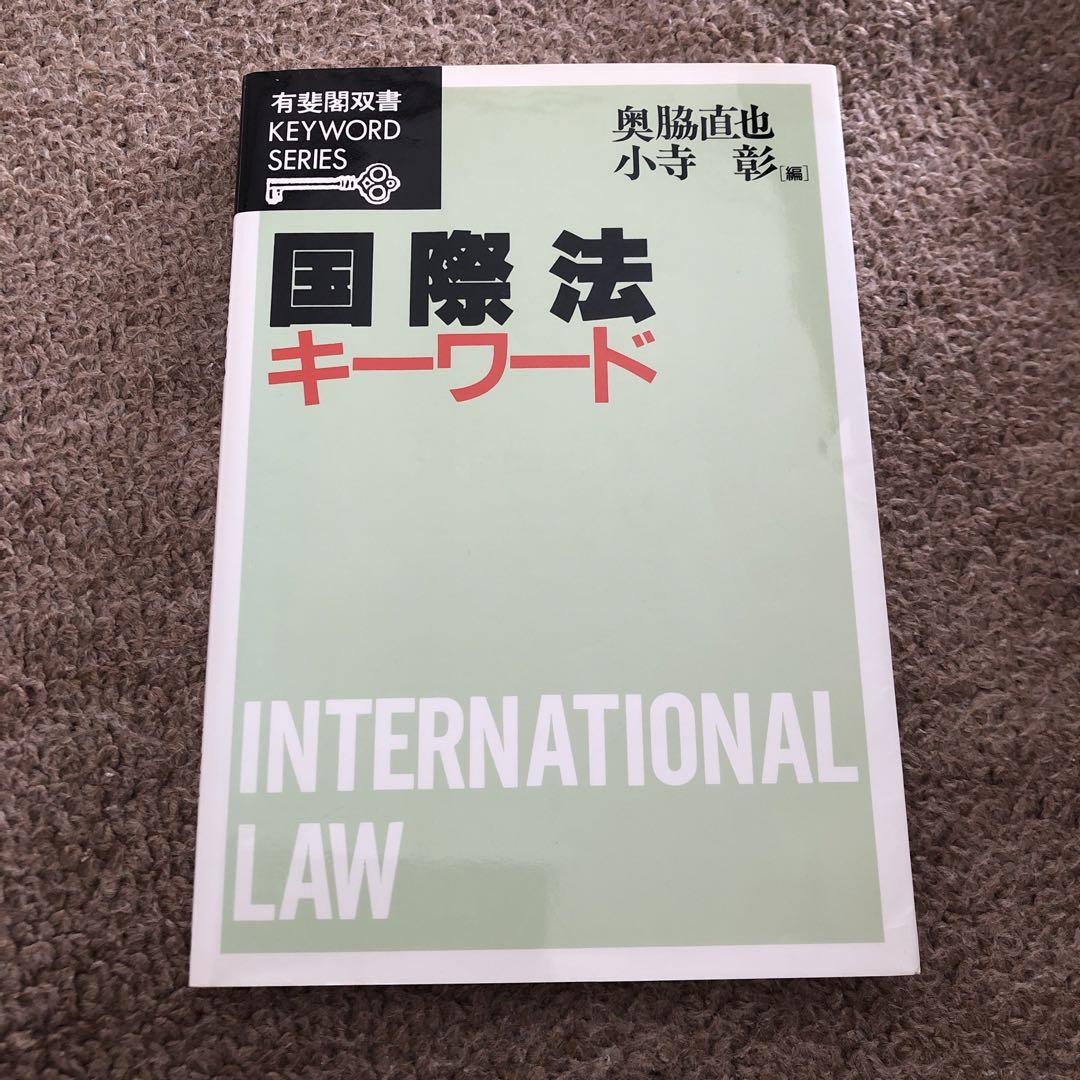 有斐閣双書
KEYWORD
SERIES
奥脇直也
小寺 彰[編]
国際法
キーワード
INTERNATIONAL
LAW